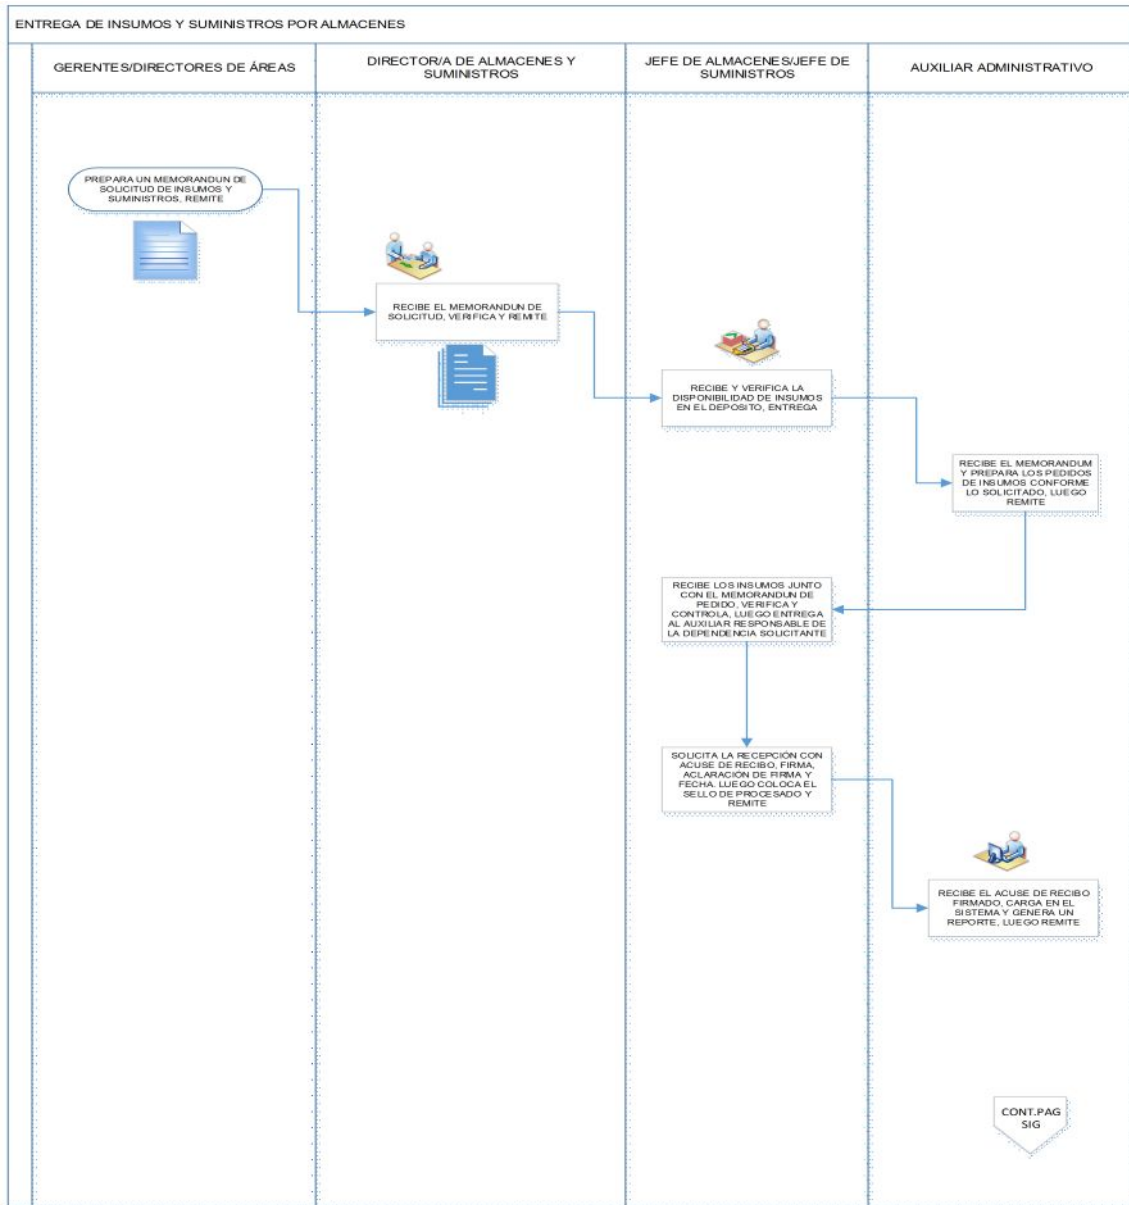 ENTREGA DE INSUMOS Y SUMINISTROS POR ALMACENES
GERENTES/DIRECTORES DE ÁREAS
DIRECTOR/A DE ALMACENES Y
SUMINISTROS
JEFE DE ALMACENES/JEFE DE
SUMINISTROS
AUXILIAR ADMINISTRATIVO
PREPARA UN MEMORANDUN DE
SOLICITUD DE INSUMOS Y
SUMINISTROS, REMITE
RECIBE EL MEMORANDUN DE
SOLICITUD, VERIFICA Y REMITE
RECIBE Y VERIFICA LA
DISPONIBILIDAD DE INSUMOS
EN EL DEPOSITO, ENTREGA
RECIBE EL MEMORANDUM
Y PREPARA LOS PEDIDOS
DE INSUMOS CONFORME
LO SOLICITADO, LUEGO
REMITE
RECIBE LOS INSUMOS JUNTO
CON EL MEMORANDUN DE
PEDIDO, VERIFICA Y
CONTROLA, LUEGO ENTREGA
AL AUXILIAR RESPONSABLE DE
LA DEPENDENCIA SOLICITANTE
SOLICITA LA RECEPCIÓN CON
ACUSE DE RECIBO, FIRMA,
ACLARACIÓN DE FIRMA Y
FECHA. LUEGO COLOCA EL
SELLO DE PROCESADO Y
REMITE
RECIBE EL ACUSE DE RECIBO
FIRMADO, CARGA EN EL
SISTEMA Y GENERA UN
REPORTE, LUEGO REMITE
CONT.PAG
SIG